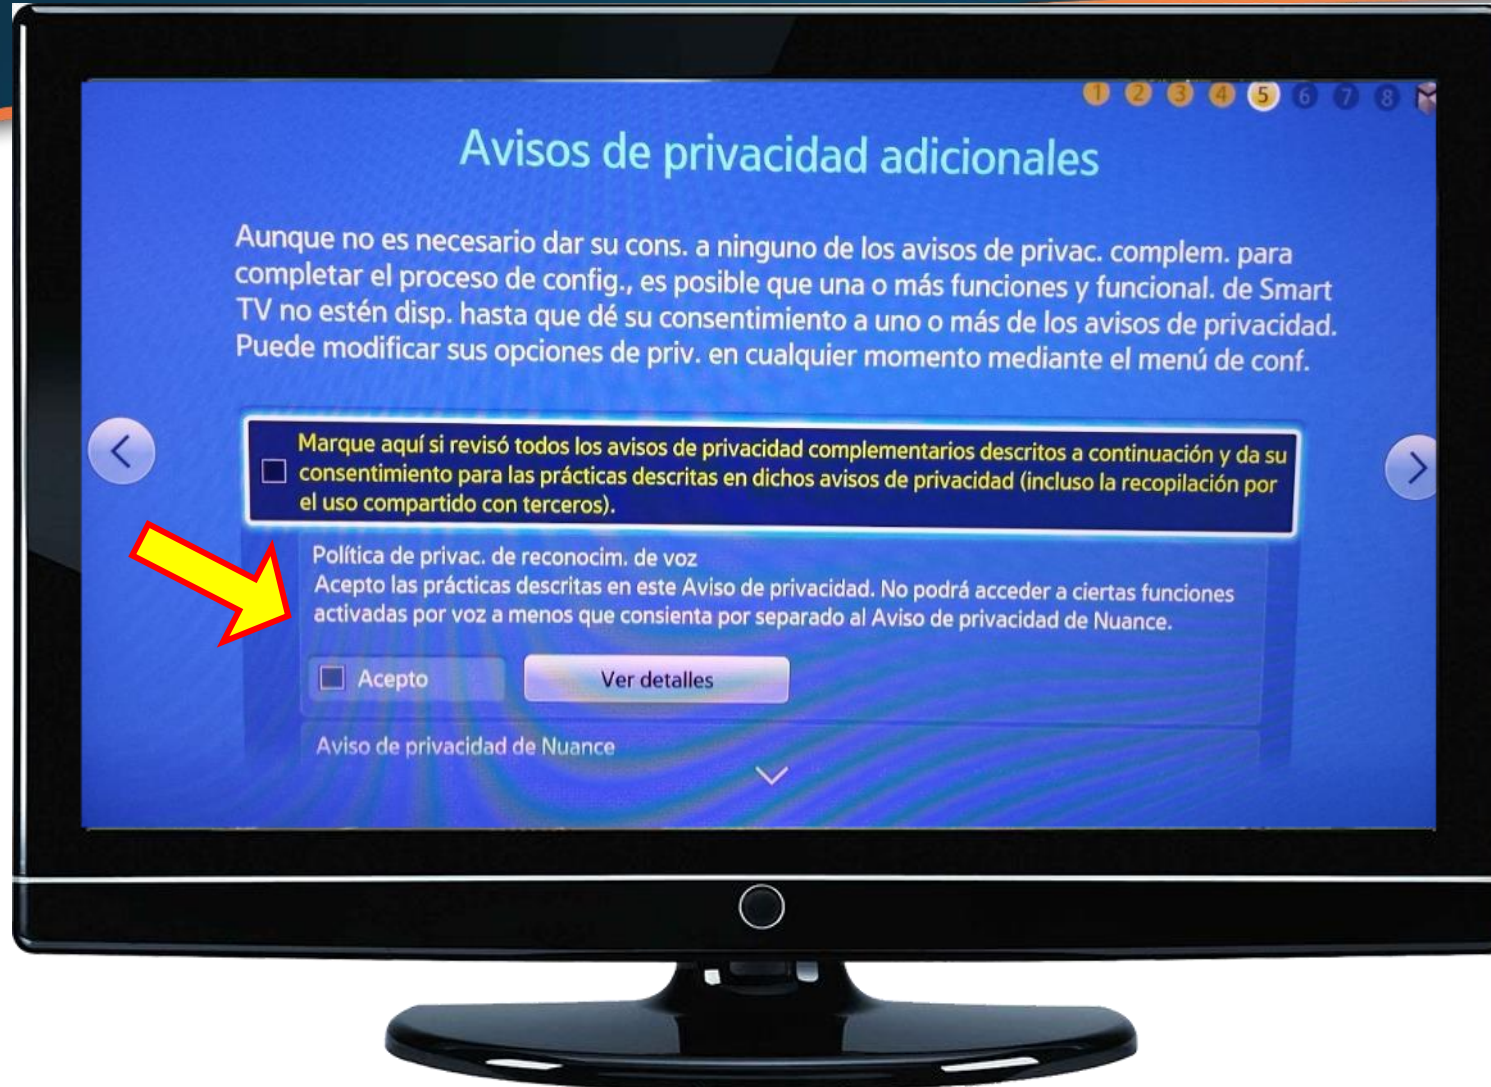 1 2 3 4 5 6 7 8
Avisos de privacidad adicionales
Aunque no es necesario dar su cons. a ninguno de los avisos de privac. complem. para
completar el proceso de config., es posible que una o más funciones y funcional. de Smart
TV no estén disp. hasta que dé su consentimiento a uno o más de los avisos de privacidad.
Puede modificar sus opciones de priv. en cualquier momento mediante el menú de conf.
Marque aquí si revisó todos los avisos de privacidad complementarios descritos a continuación y da su
consentimiento para las prácticas descritas en dichos avisos de privacidad (incluso la recopilación por
el uso compartido con terceros).
Política de privac. de reconocim. de voz
Acepto las prácticas descritas en este Aviso de privacidad. No podrá acceder a ciertas funciones
activadas por voz a menos que consienta por separado al Aviso de privacidad de Nuance.
Acepto Ver detalles
Aviso de privacidad de Nuance